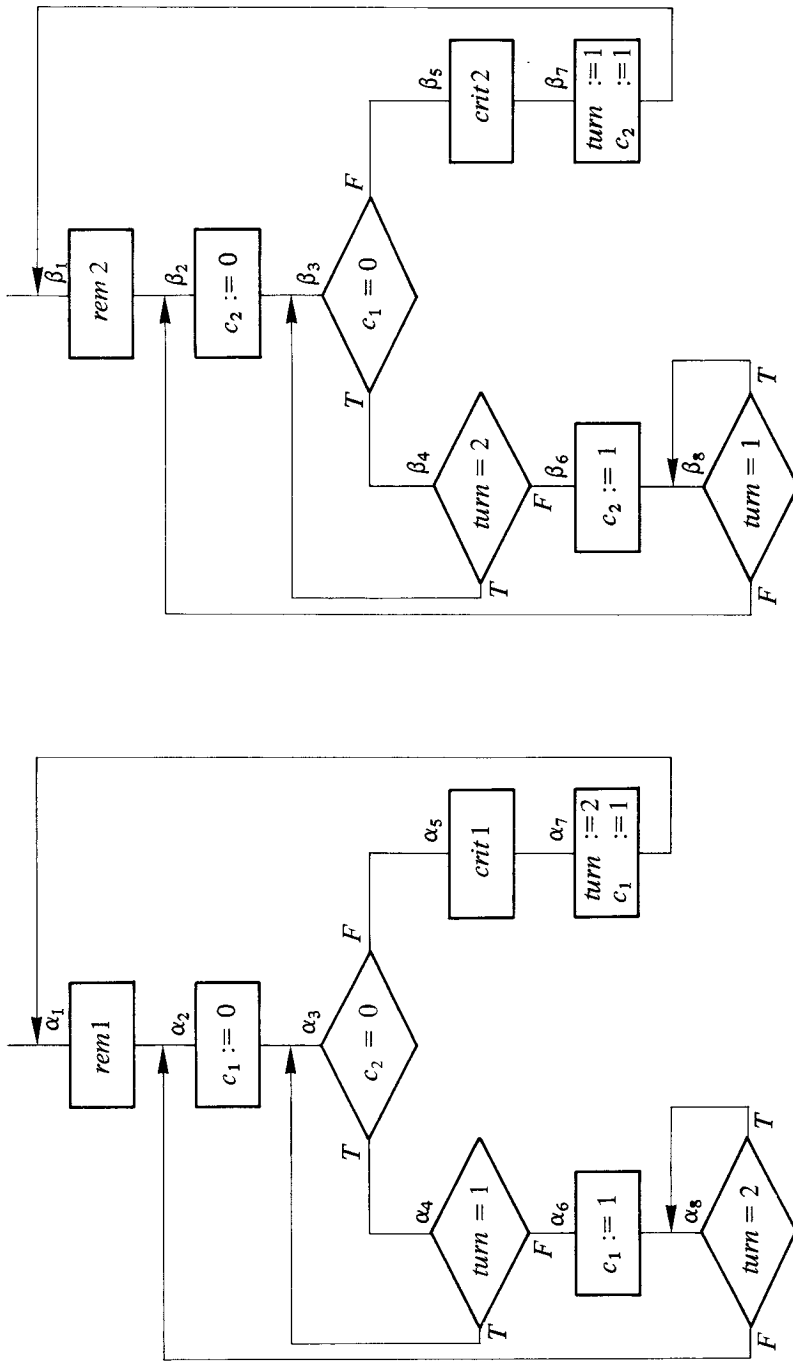 α₁
rem1
α₂
c₁ := 0
α₃
c₂ = 0
T
F
α₄
turn = 1
T
F
α₅
crit1
α₆
c₁ := 1
α₇
turn := 2
c₁ := 1
α₈
turn = 2
F
T
β₁
rem 2
β₂
c₂ := 0
β₃
c₁ = 0
T
F
β₄
turn = 2
T
F
β₅
crit2
β₆
c₂ := 1
β₇
turn := 1
c₂ := 1
β₈
turn = 1
F
T